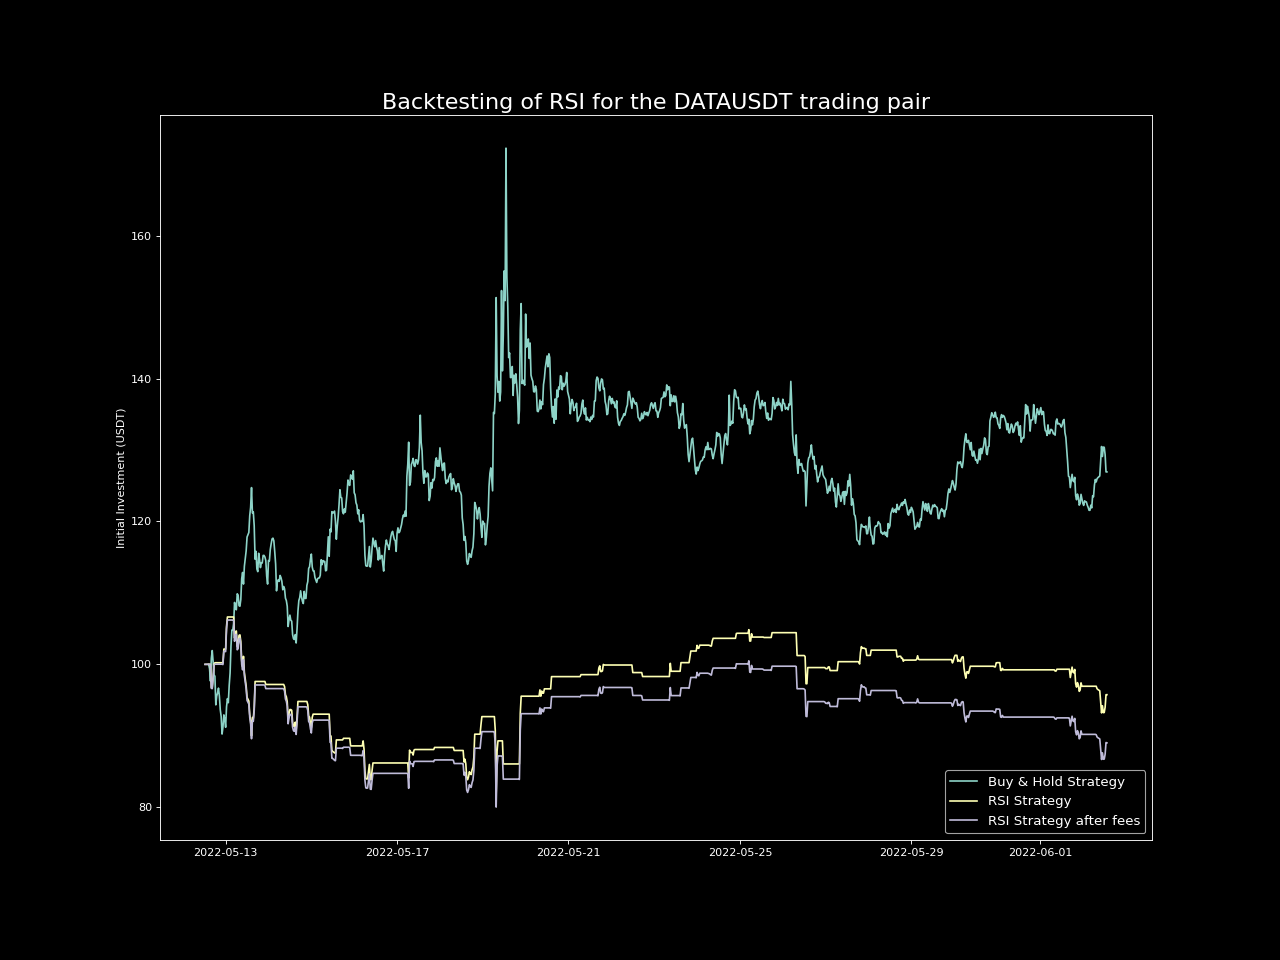 Backtesting of RSI for the DATAUSDT trading pair
Initial Investment (USDT)
160
140
120
100
80
2022-05-13
2022-05-17
2022-05-21
2022-05-25
2022-05-29
2022-06-01
Buy & Hold Strategy
RSI Strategy
RSI Strategy after fees